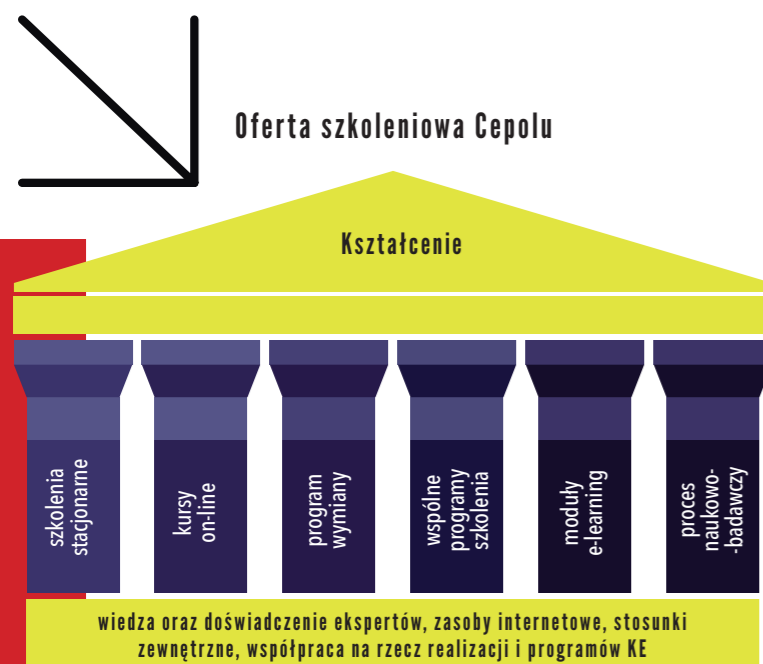 Oferta szkoleniowa Cepolu
Kształcenie
szkolenia
stacjonarne
kursy
on-line
program
wymiany
wspólne
programy
szkolenia
moduły
e-learning
proces
naukowo-
-badawczy
wiedza oraz doświadczenie ekspertów, zasoby internetowe, stosunki
zewnętrzne, współpraca na rzecz realizacji i programów KE